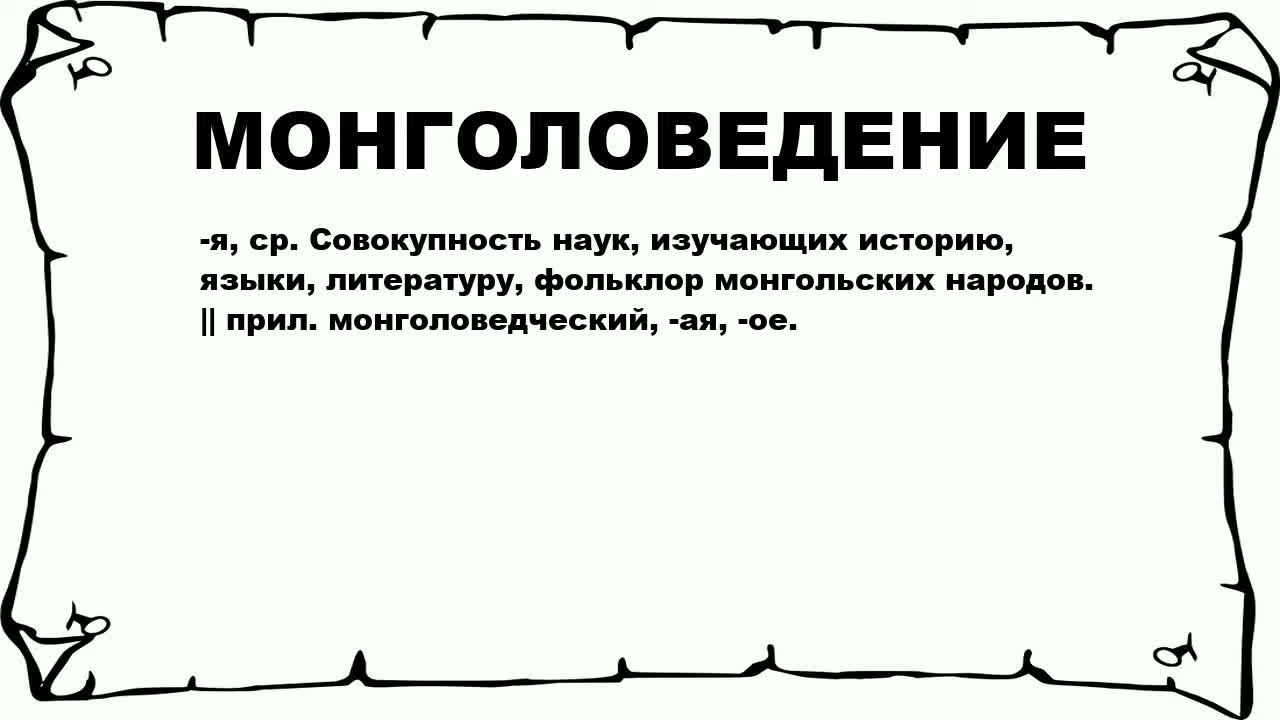 МОНГОЛОВЕДЕНИЕ
-я, ср. Совокупность наук, изучающих историю,
языки, литературу, фольклор монгольских народов.
|| прил. монголоведческий, -ая, -ое.